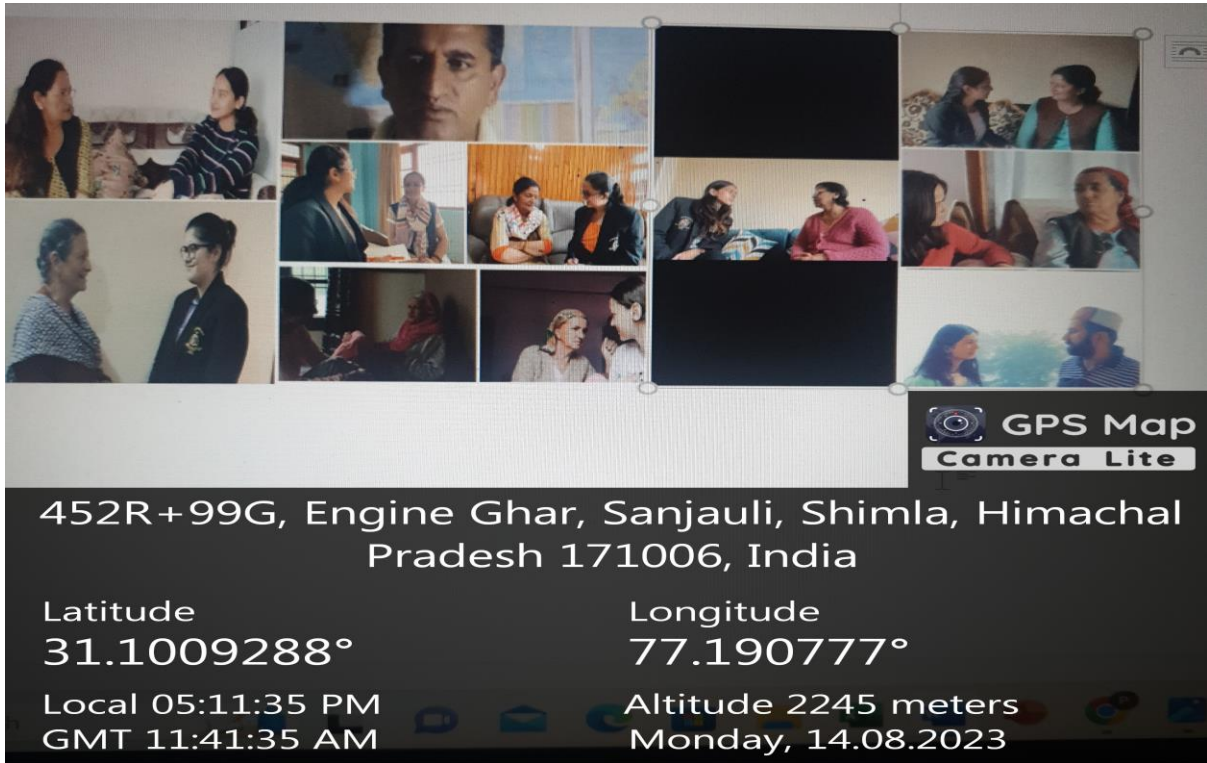 GPS Map
Camera Lite
452R+99G, Engine Ghar, Sanjauli, Shimla, Himachal
Pradesh 171006, India
Latitude
31.1009288°
Longitude
77.190777°
Local 05:11:35 PM
GMT 11:41:35 AM
Altitude 2245 meters
Monday, 14.08.2023